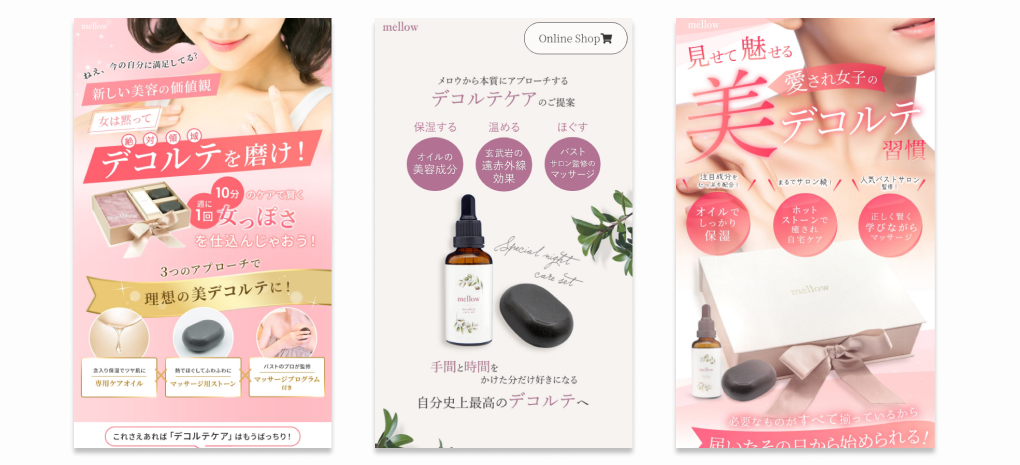 mellow
ねえ、今の自分に満足してる?
新しい美容の価値観
女は黙って
絶対領域
デコルテを磨け!
週に1回
10分のケアで賢く
女っぽさ
を仕込んじゃおう!
3つのアプローチで
理想の美デコルテに!
念入り保湿でツヤ肌に
専用ケアオイル
熱でほぐしてふわふわに
マッサージ用ストーン
バストのプロが監修
マッサージプログラム
付き
これさえあれば「デコルテケア」はもうばっちり!
mellow
Online Shop
メロウから本質にアプローチする
デコルテケアのご提案
保湿する
温める
ほぐす
オイルの
美容成分
玄武岩の
遠赤外線
効果
バスト
サロン監修の
マッサージ
Special night
care set
mellow
手間と時間を
かけた分だけ好きになる
自分史上最高のデコルテへ
mellow
見せて魅せる
美
愛され女子の
デコルテ
習慣
注目成分を
まるでサロン級!
人気バストサロン
監修!
オイルで
しっかり
保湿
ホット
ストーンで
癒され
自宅ケア
正しく賢く
学びながら
マッサージ
mellow
必要なものがすべて揃っているから
届いたその日から始められる!